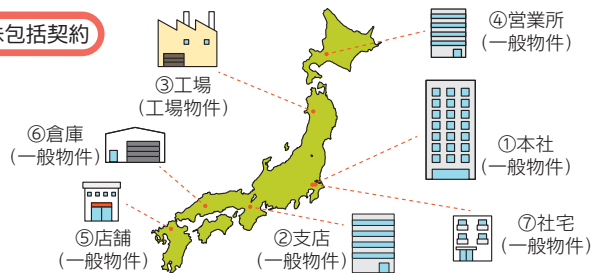 包括契約
④営業所
(一般物件)
③工場
(工場物件)
①本社
(一般物件)
⑥倉庫
(一般物件)
⑤店舗
(一般物件)
②支店
(一般物件)
⑦社宅
(一般物件)